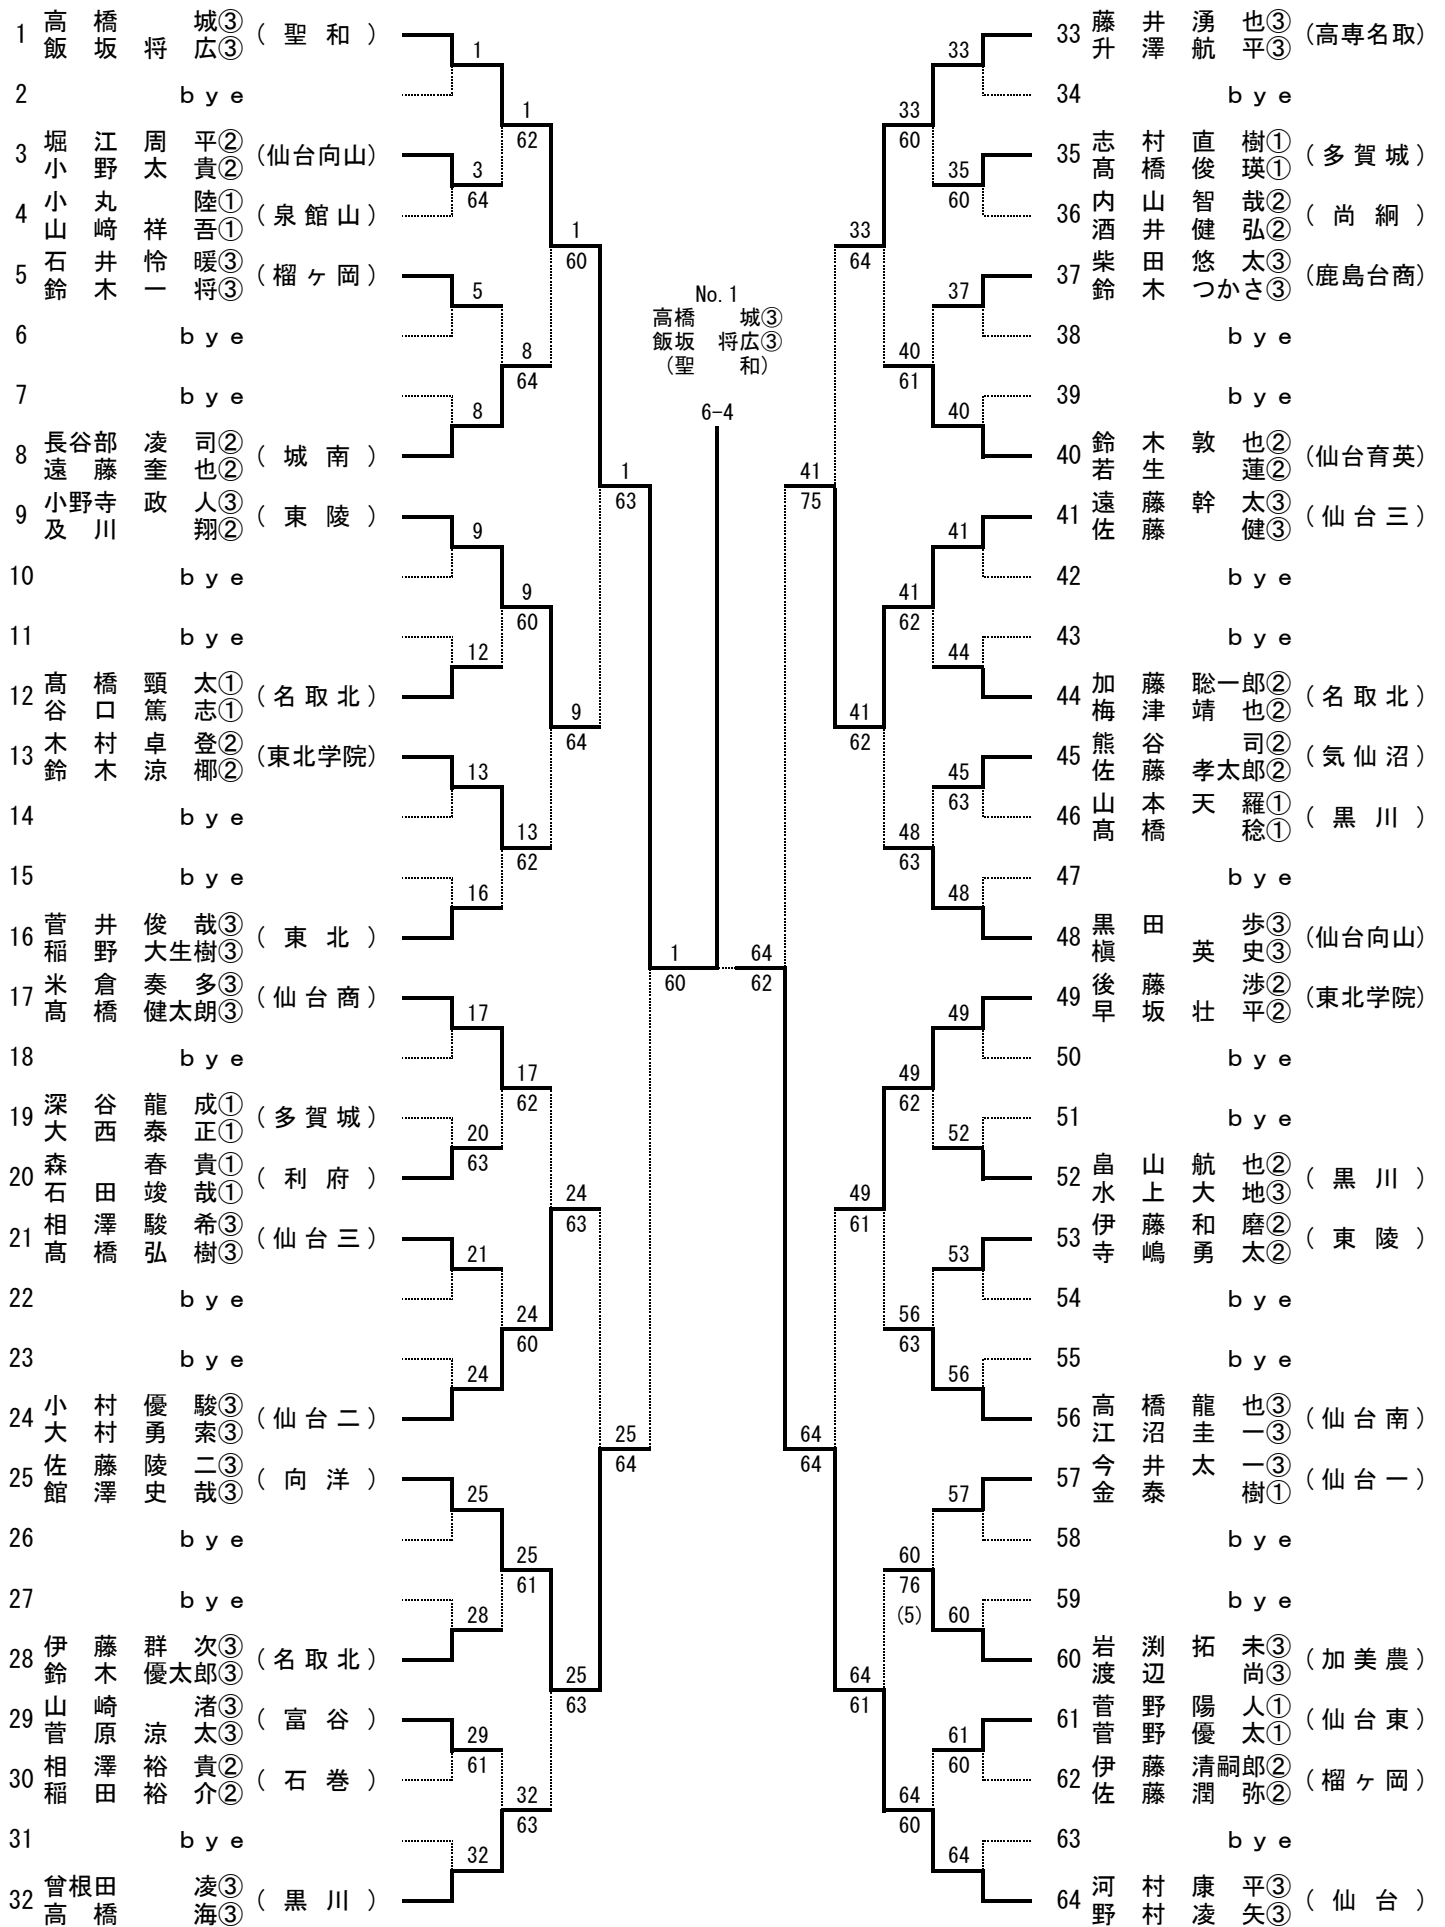 1 高橋 城③ (聖和)
飯坂 将広③
2 bye
3 堀江 周平② (仙台向山)
小野 太貴②
4 小丸 陸① (泉館山)
山﨑 祥吾①
5 石井 怜暖③ (榴ヶ岡)
鈴木 一将③
6 bye
7 bye
8 長谷部 凌司② (城南)
遠藤 奎也②
9 小野寺 政人③ (東陵)
及川 翔②
10 bye
11 bye
12 髙橋 頸太① (名取北)
谷口 篤志①
13 木村 卓登② (東北学院)
鈴木 涼椰②
14 bye
15 bye
16 菅井 俊哉③ (東北)
稲野 大生樹③
17 米倉 奏多③ (仙台商)
髙橋 健太朗③
18 bye
19 深谷 龍成① (多賀城)
大西 泰正①
20 森 春貴① (利府)
石田 竣哉①
21 相澤 駿希③ (仙台三)
髙橋 弘樹③
22 bye
23 bye
24 小村 優駿③ (仙台二)
大村 勇索③
25 佐藤 陵二③ (向洋)
館澤 史哉③
26 bye
27 bye
28 伊藤 群次③ (名取北)
鈴木 優太郎③
29 山崎 渚③ (富谷)
菅原 涼太③
30 相澤 裕貴② (石巻)
稲田 裕介②
31 bye
32 曾根田 凌③ (黒川)
高橋 海③
1
3
64
5
8
9
12
13
16
17
20
63
21
24
25
28
29
61
32
1
62
8
64
9
60
13
62
17
62
24
60
25
61
32
63
1
60
9
64
24
63
25
63
1
63
25
64
1
60
No.1
高橋 城③
飯坂 将広③
(聖 和)
6-4
64
62
41
75
64
64
33
64
41
62
49
61
64
61
33
60
40
61
41
62
48
63
49
62
56
63
60
76
(5)
64
60
33
35
60
37
40
41
44
45
63
48
49
52
53
56
57
60
61
60
64
33 藤井 湧也③ (高専名取)
升澤 航平③
34 bye
35 志村 直樹① (多賀城)
髙橋 俊瑛①
36 内山 智哉② (尚絅)
酒井 健弘②
37 柴田 悠太③ (鹿島台商)
鈴木 つかさ③
38 bye
39 bye
40 鈴木 敦也② (仙台育英)
若生 蓮②
41 遠藤 幹太③ (仙台三)
佐藤 健③
42 bye
43 bye
44 加藤 聡一郎② (名取北)
梅津 靖也②
45 熊谷 司② (気仙沼)
佐藤 孝太郎②
46 山本 天羅① (黒川)
髙橋 稔①
47 bye
48 黒田 歩③ (仙台向山)
槇 英史③
49 後藤 渉② (東北学院)
早坂 壮平②
50 bye
51 bye
52 畠山 航也② (黒川)
水上 大地③
53 伊藤 和磨② (東陵)
寺嶋 勇太②
54 bye
55 bye
56 高橋 龍也③ (仙台南)
江沼 圭一③
57 今井 太一③ (仙台一)
金泰 樹①
58 bye
59 bye
60 岩渕 拓未③ (加美農)
渡辺 尚③
61 菅野 陽人① (仙台東)
菅野 優太①
62 伊藤 清嗣郎② (榴ヶ岡)
佐藤 潤弥②
63 bye
64 河村 康平③ (仙台)
野村 凌矢③